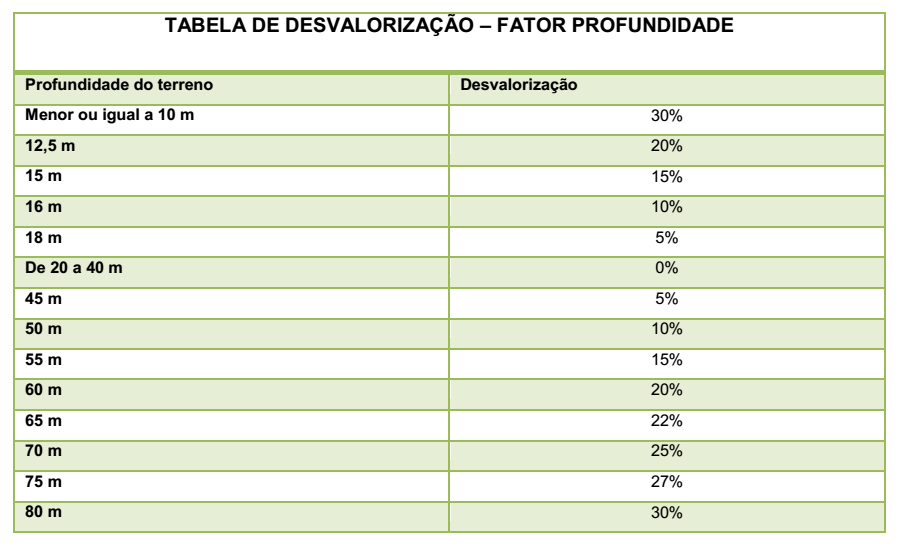 TABELA DE DESVALORIZAÇÃO – FATOR PROFUNDIDADE
Profundidade do terreno Desvalorização
Menor ou igual a 10 m 30%
12,5 m 20%
15 m 15%
16 m 10%
18 m 5%
De 20 a 40 m 0%
45 m 5%
50 m 10%
55 m 15%
60 m 20%
65 m 22%
70 m 25%
75 m 27%
80 m 30%